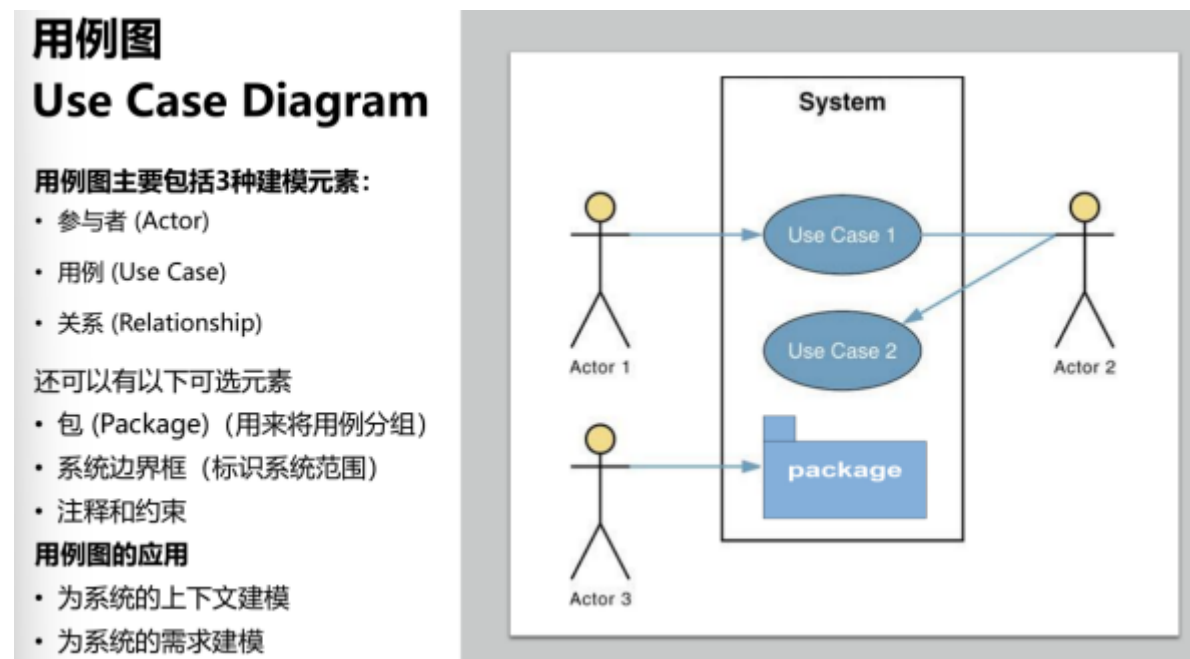 用例图
Use Case Diagram
用例图主要包括3种建模元素：
• 参与者 (Actor)
• 用例 (Use Case)
• 关系 (Relationship)
还可以有以下可选元素
• 包 (Package)（用来将用例分组）
• 系统边界框（标识系统范围）
• 注释和约束
用例图的应用
• 为系统的上下文建模
• 为系统的需求建模
System
Use Case 1
Use Case 2
Actor 1
Actor 2
package
Actor 3